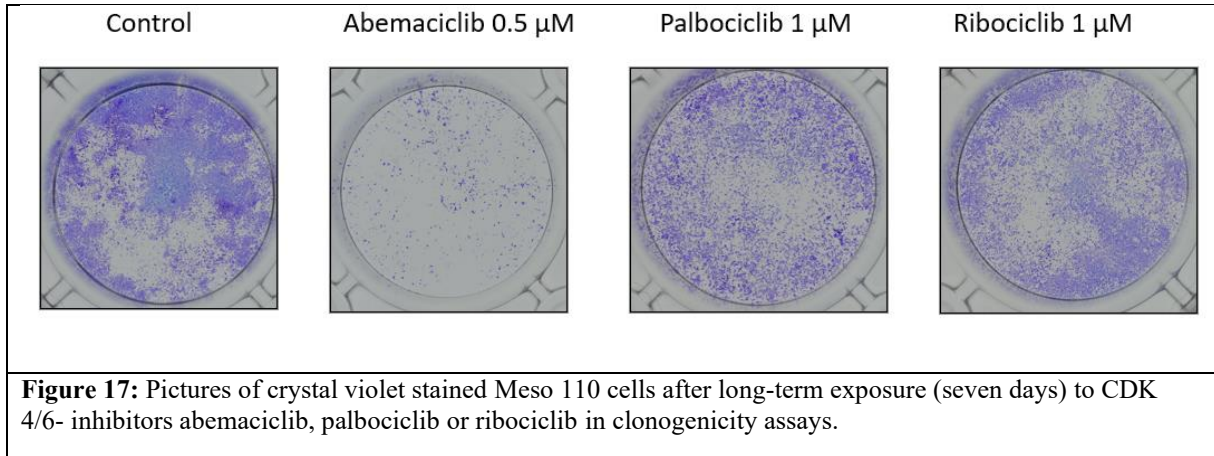 Control Abemaciclib 0.5 μM Palbociclib 1 μM Ribociclib 1 μM
Figure 17: Pictures of crystal violet stained Meso 110 cells after long-term exposure (seven days) to CDK
4/6- inhibitors abemaciclib, palbociclib or ribociclib in clonogenicity assays.